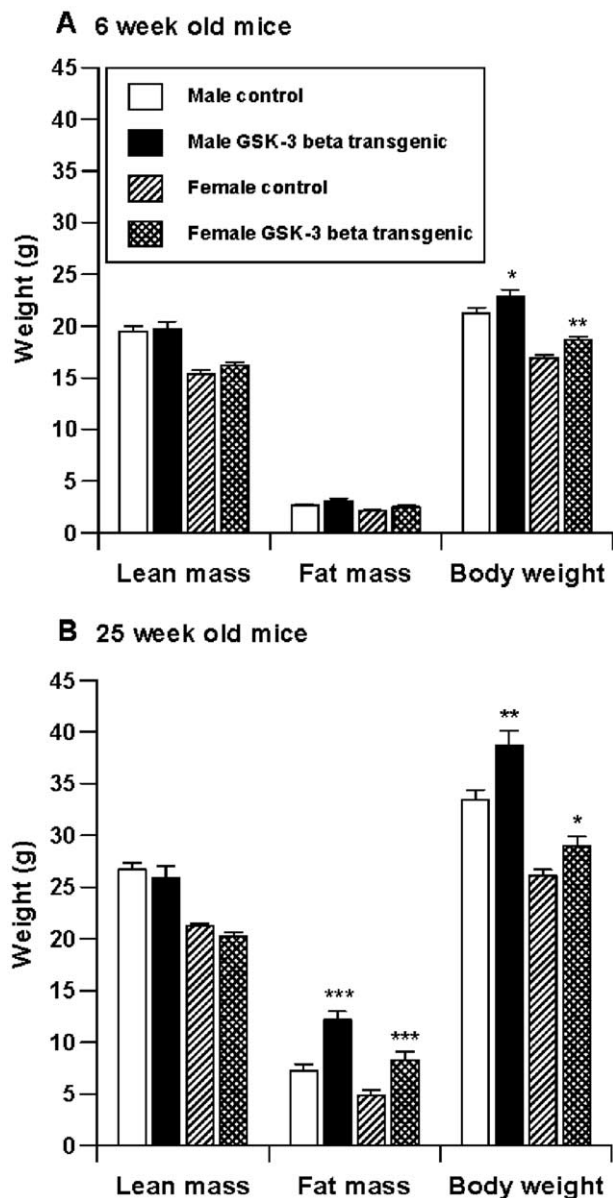 A 6 week old mice
45
40
35
30
25
20
15
10
5
0
Weight (g)
Male control
Male GSK-3 beta transgenic
Female control
Female GSK-3 beta transgenic
*
**
Lean mass Fat mass Body weight
B 25 week old mice
45
40
35
30
25
20
15
10
5
0
Weight (g)
***
***
**
*
Lean mass Fat mass Body weight